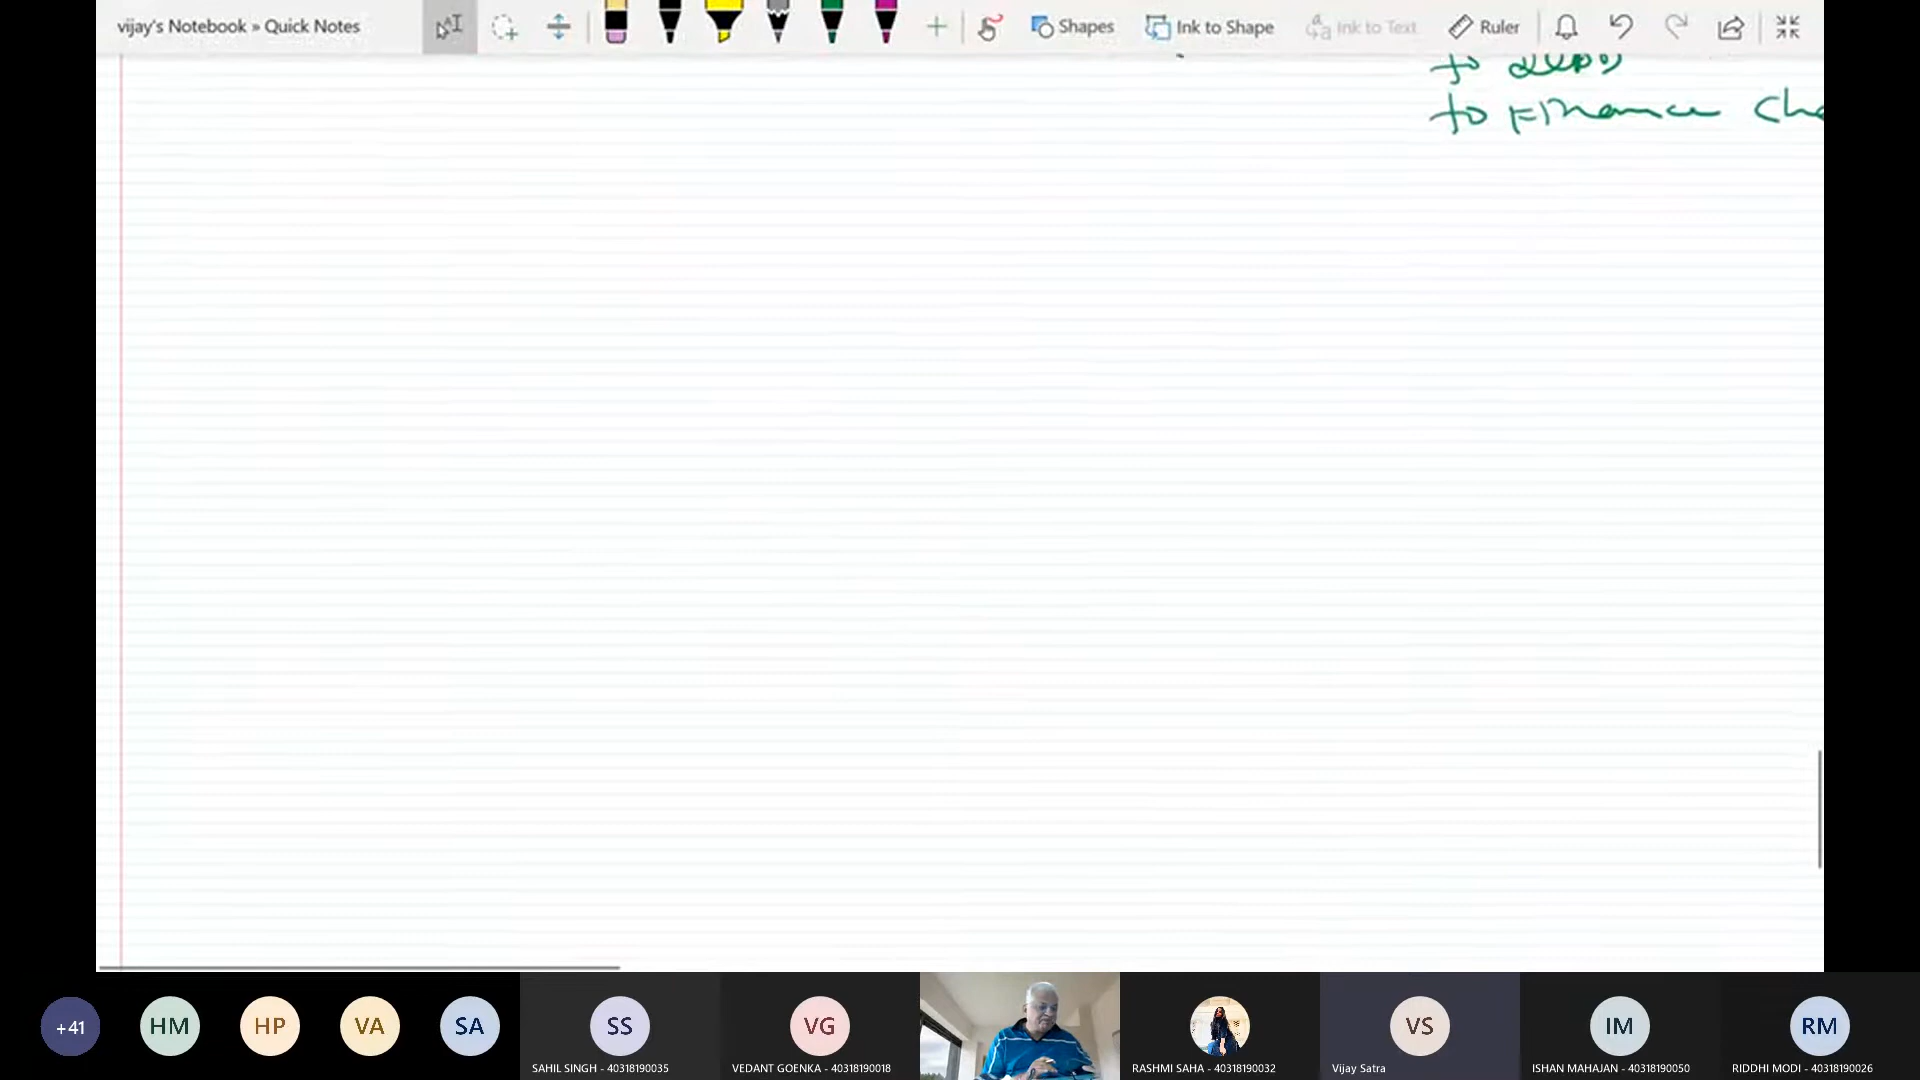 vijay's Notebook » Quick Notes
Shapes
Ink to Shape
Ink to Text
Ruler
to
to Finance Cha
+41
HM
HP
VA
SA
SS
VG
VS
IM
RM
SAHIL SINGH - 40318190035
VEDANT GOENKA - 40318190018
RASHMI SAHA - 40318190032
Vijay Satra
ISHAN MAHAJAN - 40318190050
RIDDHI MODI - 40318190026